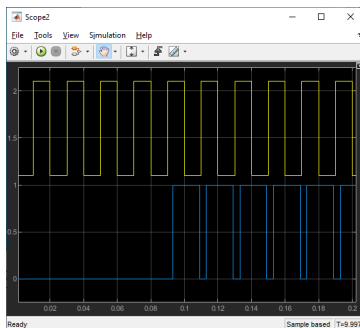 Scope2
File Tools View Simulation Help
2
1.5
1
0.5
0
0.02 0.04 0.06 0.08 0.1 0.12 0.14 0.16 0.18 0.2
Ready Sample based T=9.997